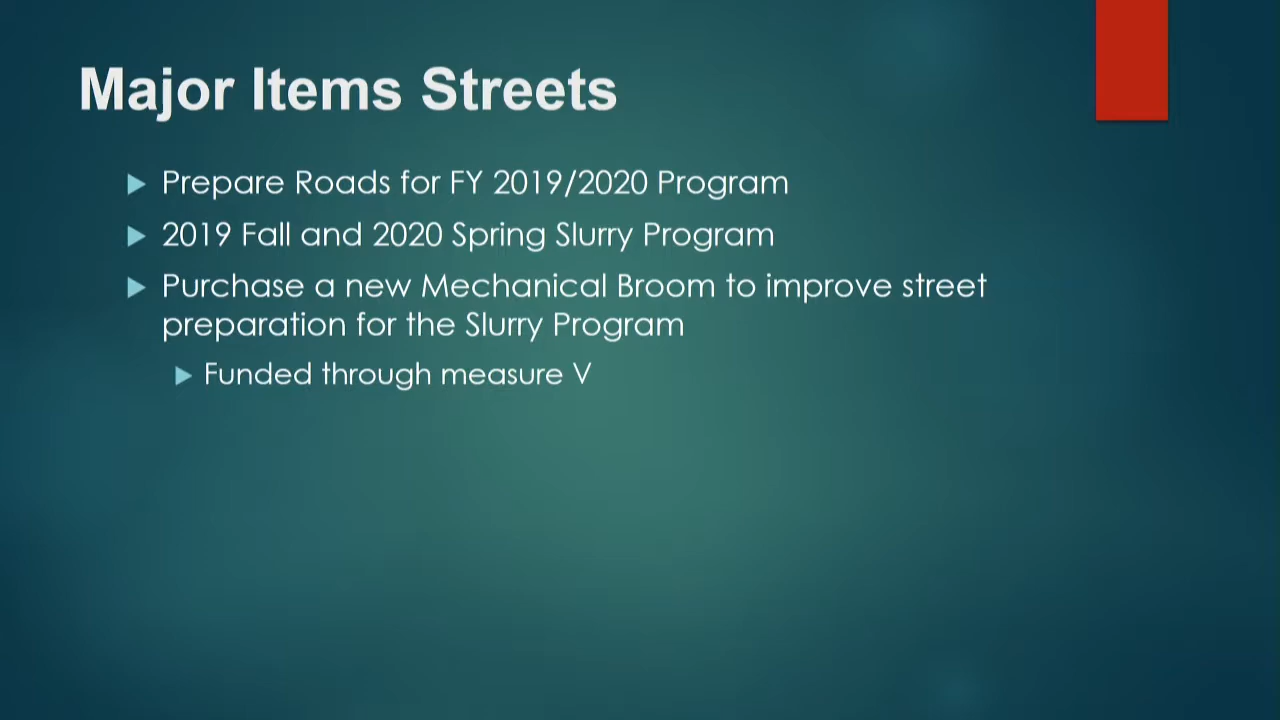 Major Items Streets
Prepare Roads for FY 2019/2020 Program
2019 Fall and 2020 Spring Slurry Program
Purchase a new Mechanical Broom to improve street
preparation for the Slurry Program
Funded through measure V